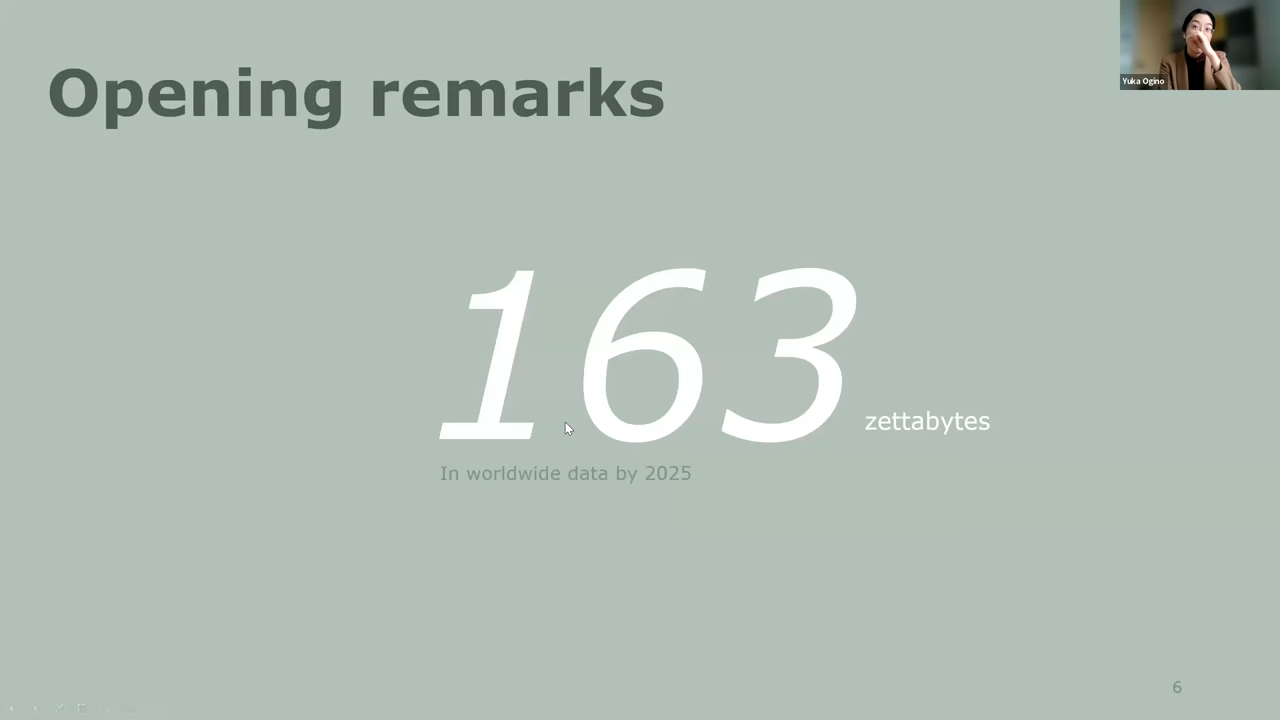 Opening remarks
Yuka Ogino
163 zettabytes
In worldwide data by 2025
6